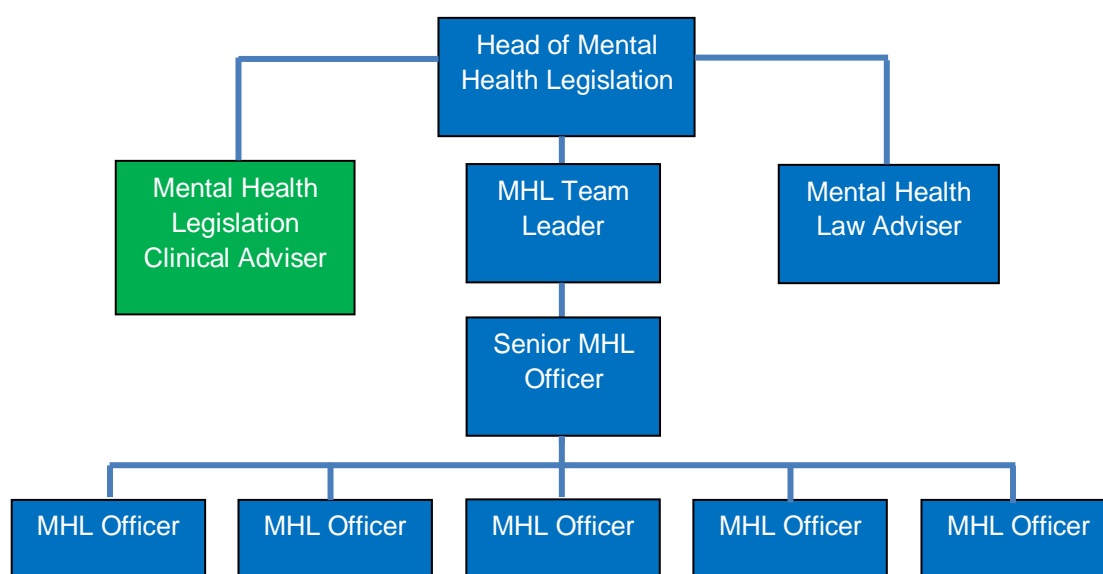 Head of Mental
Health Legislation
Mental Health
Legislation
Clinical Adviser
MHL Team
Leader
Mental Health
Law Adviser
Senior MHL
Officer
MHL Officer
MHL Officer
MHL Officer
MHL Officer
MHL Officer